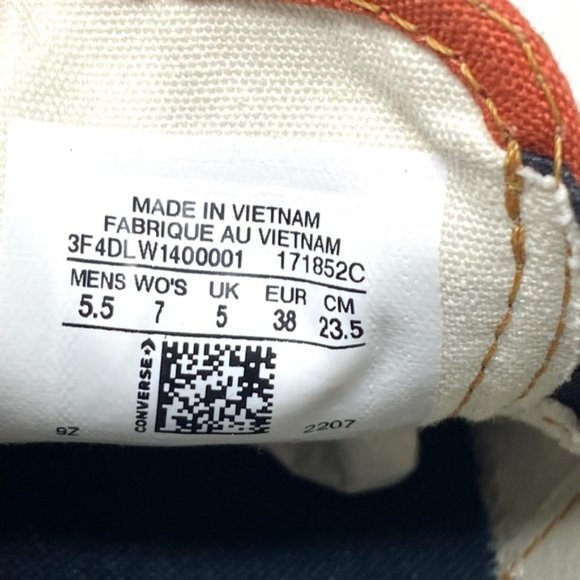 MADE IN VIETNAM
FABRIQUE AU VIETNAM
3F4DLW1400001 171852C
MENS WO'S UK EUR CM
5.5 7 5 38 23.5
CONVERSE
9Z 2207